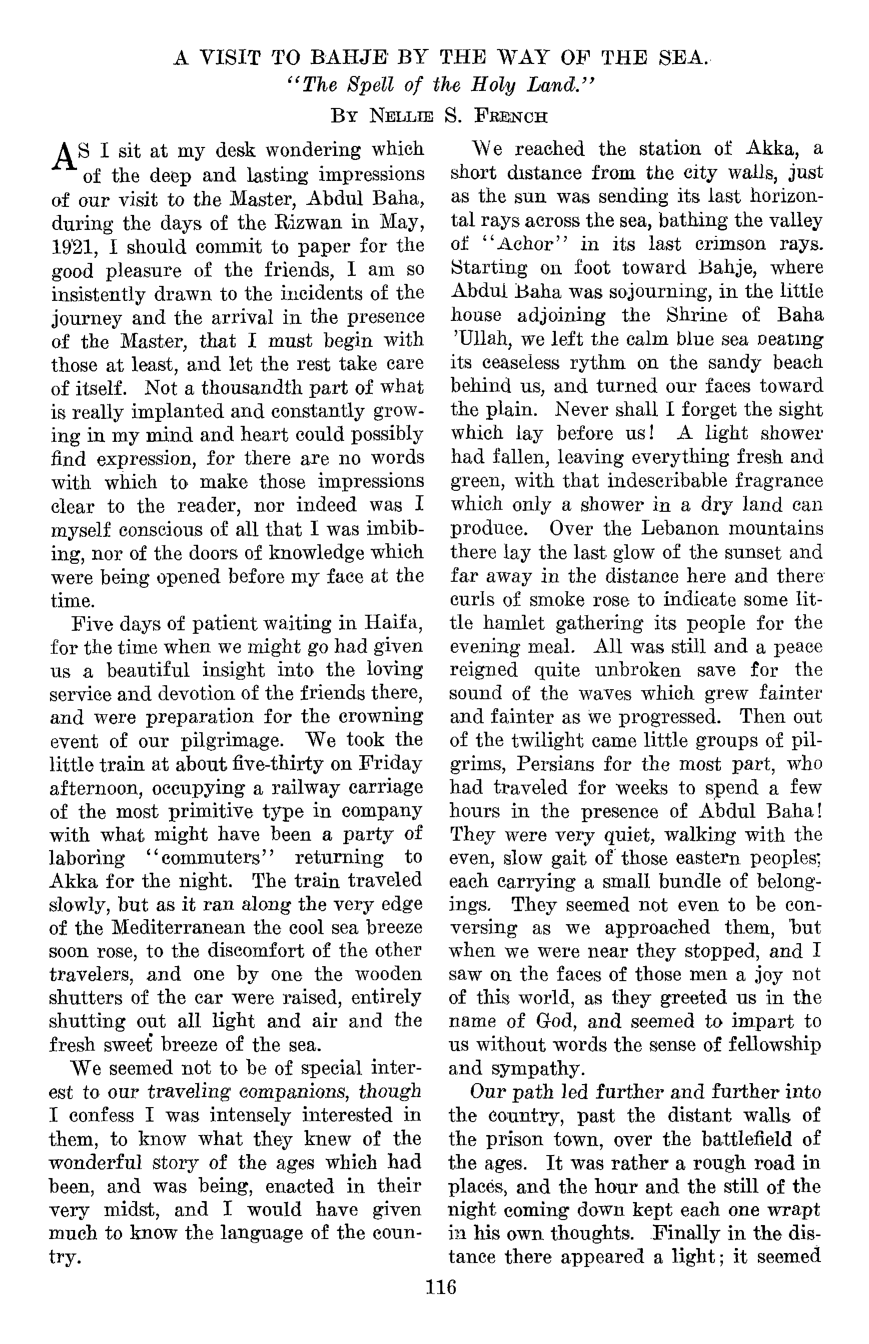 A VISIT TO BAHJE BY THE WAY OF THE SEA.
"The Spell of the Holy Land."
BY NELLIE S. FRENCH
AS I sit at my desk wondering which
of the deep and lasting impressions
of our visit to the Master, Abdul Baha,
during the days of the Rizwan in May,
1921, I should commit to paper for the
good pleasure of the friends, I am so
insistently drawn to the incidents of the
journey and the arrival in the presence
of the Master, that I must begin with
those at least, and let the rest take care
of itself. Not a thousandth part of what
is really implanted and constantly grow-
ing in my mind and heart could possibly
find expression, for there are no words
with which to make those impressions
clear to the reader, nor indeed was I
myself conscious of all that I was imbib-
ing, nor of the doors of knowledge which
were being opened before my face at the
time.
Five days of patient waiting in Haifa,
for the time when we might go had given
us a beautiful insight into the loving
service and devotion of the friends there,
and were preparation for the crowning
event of our pilgrimage. We took the
little train at about five-thirty on Friday
afternoon, occupying a railway carriage
of the most primitive type in company
with what might have been a party of
laboring "commuters" returning to
Akka for the night. The train traveled
slowly, but as it ran along the very edge
of the Mediterranean the cool sea breeze
soon rose, to the discomfort of the other
travelers, and one by one the wooden
shutters of the car were raised, entirely
shutting out all light and air and the
fresh sweet breeze of the sea.
We seemed not to be of special inter-
est to our traveling companions, though
I confess I was intensely interested in
them, to know what they knew of the
wonderful story of the ages which had
been, and was being, enacted in their
very midst, and I would have given
much to know the language of the coun-
try.
We reached the station of Akka, a
short distance from the city walls, just
as the sun was sending its last horizon-
tal rays across the sea, bathing the valley
of "Achor" in its last crimson rays.
Starting on foot toward Bahje, where
Abdul Baha was sojourning, in the little
house adjoining the Shrine of Baha
'Ullah, we left the calm blue sea beating
its ceaseless rythm on the sandy beach
behind us, and turned our faces toward
the plain. Never shall I forget the sight
which lay before us! A light shower
had fallen, leaving everything fresh and
green, with that indescribable fragrance
which only a shower in a dry land can
produce. Over the Lebanon mountains
there lay the last glow of the sunset and
far away in the distance here and there
curls of smoke rose to indicate some lit-
tle hamlet gathering its people for the
evening meal. All was still and a peace
reigned quite unbroken save for the
sound of the waves which grew fainter
and fainter as we progressed. Then out
of the twilight came little groups of pil-
grims, Persians for the most part, who
had traveled for weeks to spend a few
hours in the presence of Abdul Baha!
They were very quiet, walking with the
even, slow gait of those eastern peoples;
each carrying a small bundle of belong-
ings. They seemed not even to be con-
versing as we approached them, but
when we were near they stopped, and I
saw on the faces of those men a joy not
of this world, as they greeted us in the
name of God, and seemed to impart to
us without words the sense of fellowship
and sympathy.
Our path led further and further into
the country, past the distant walls of
the prison town, over the battlefield of
the ages. It was rather a rough road in
places, and the hour and the still of the
night coming down kept each one wrapt
in his own thoughts. Finally in the dis-
tance there appeared a light; it seemed
116